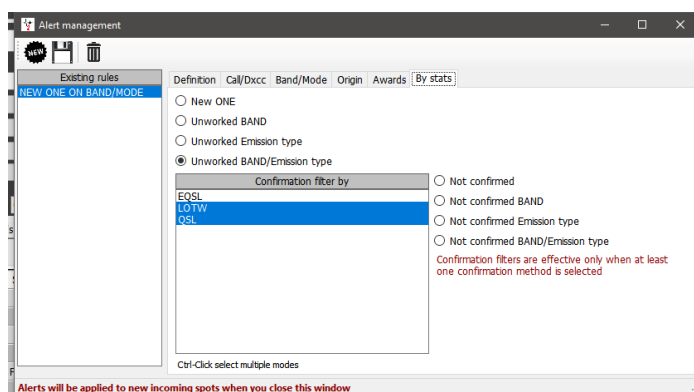 Alert management
NEW
Existing rules
NEW ONE ON BAND/MODE
Definition Call/Dxcc Band/Mode Origin Awards By stats
New ONE
Unworked BAND
Unworked Emission type
Unworked BAND/Emission type
Confirmation filter by
EQSL
LOTW
QSL
Not confirmed
Not confirmed BAND
Not confirmed Emission type
Not confirmed BAND/Emission type
Confirmation filters are effective only when at least
one confirmation method is selected
Ctrl-Click select multiple modes
Alerts will be applied to new incoming spots when you close this window